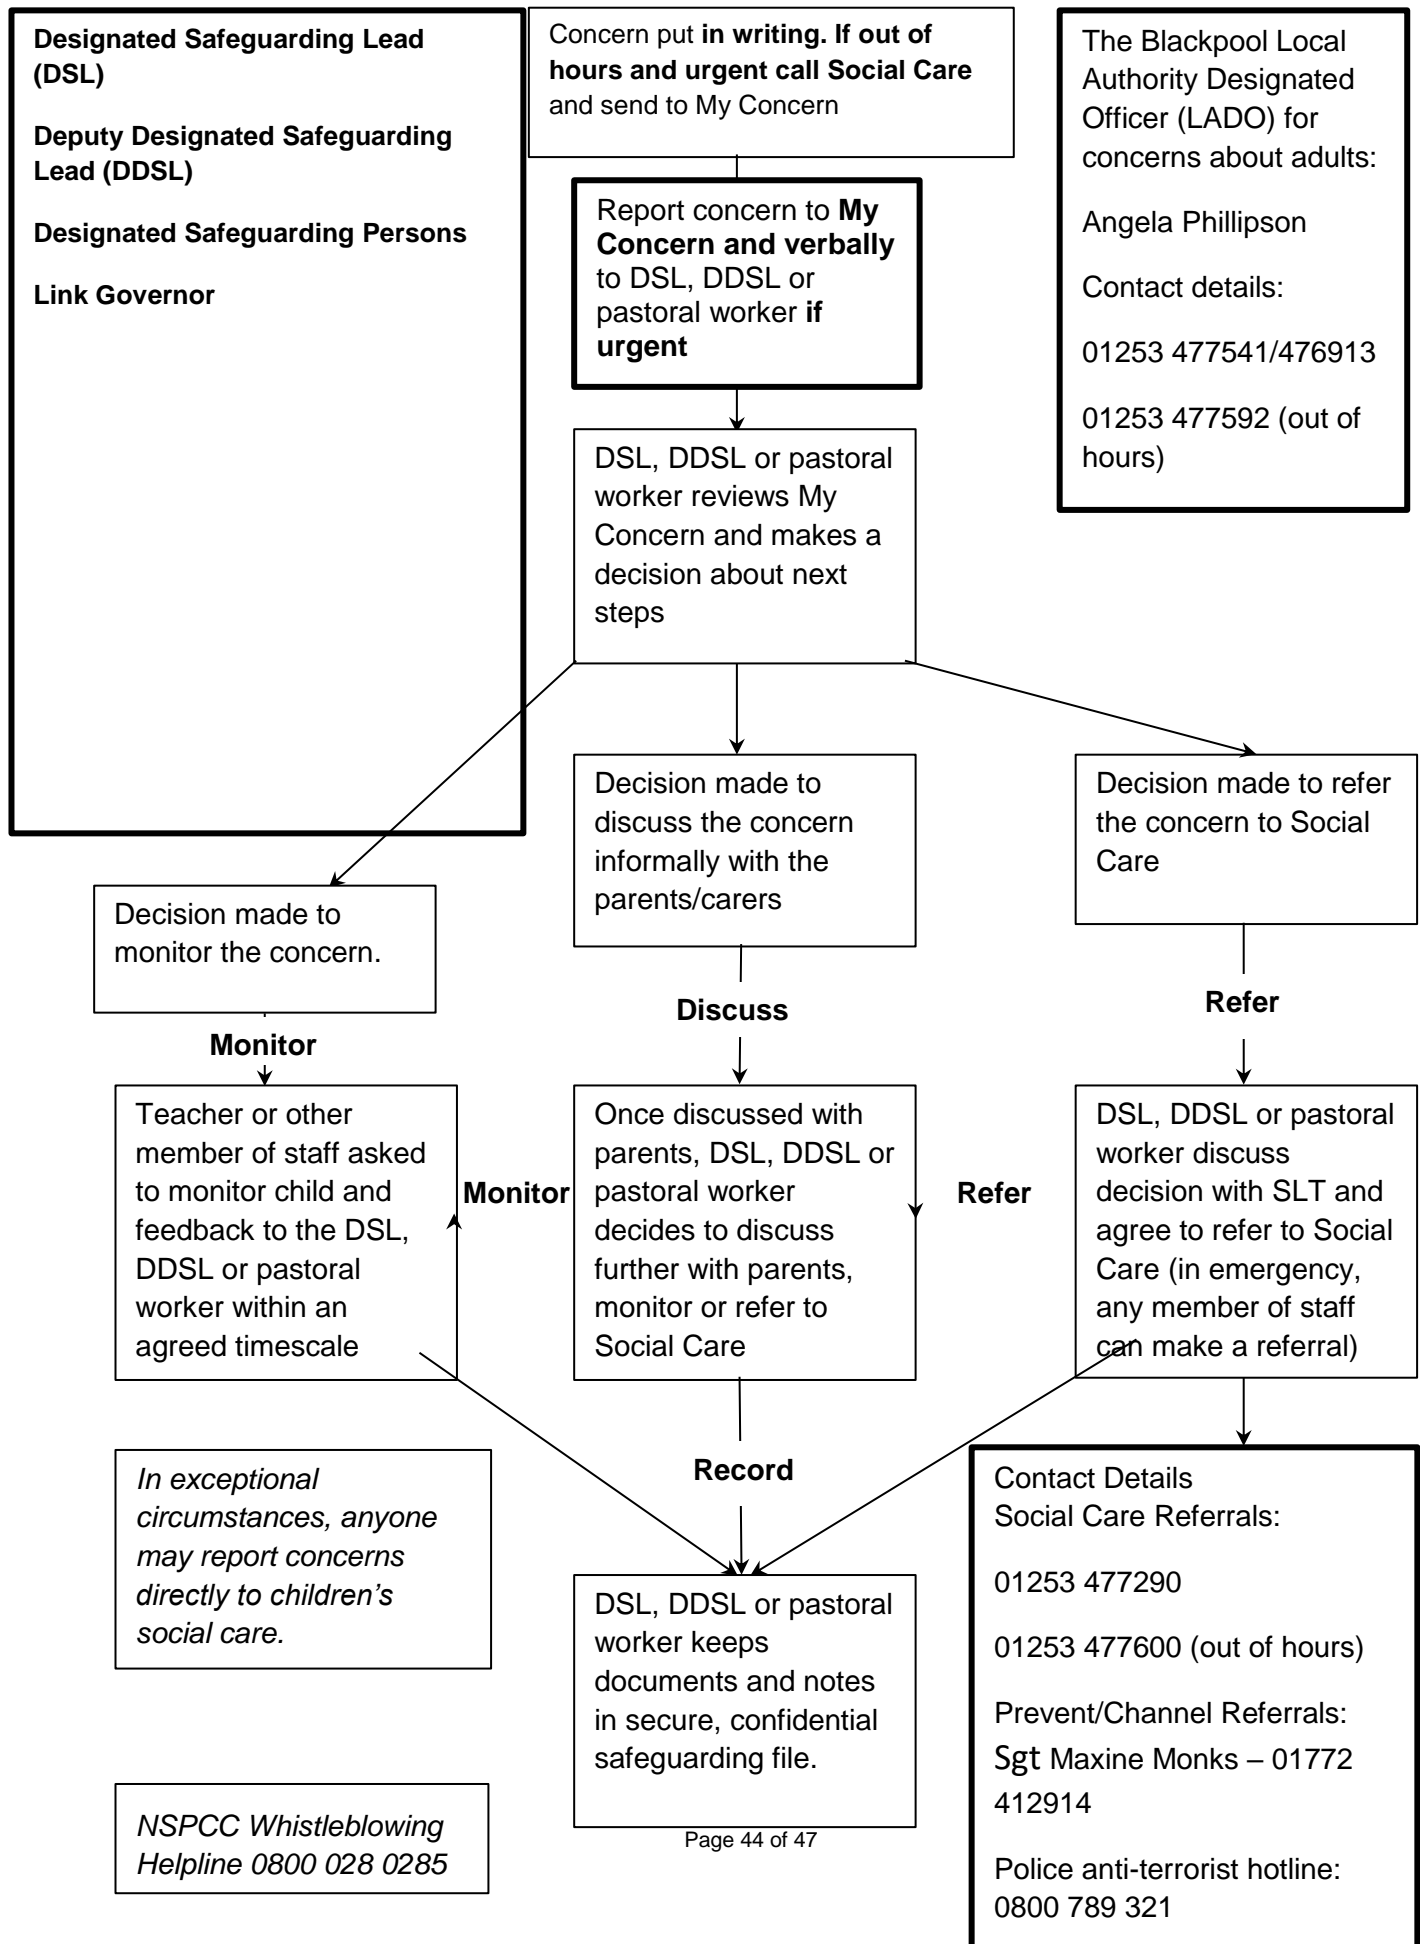 Designated Safeguarding Lead
(DSL)
Deputy Designated Safeguarding
Lead (DDSL)
Designated Safeguarding Persons
Link Governor
Concern put in writing. If out of
hours and urgent call Social Care
and send to My Concern
The Blackpool Local
Authority Designated
Officer (LADO) for
concerns about adults:
Angela Phillipson
Contact details:
01253 477541/476913
01253 477592 (out of
hours)
Report concern to My
Concern and verbally
to DSL, DDSL or
pastoral worker if
urgent
DSL, DDSL or pastoral
worker reviews My
Concern and makes a
decision about next
steps
Decision made to
monitor the concern.
Decision made to
discuss the concern
informally with the
parents/carers
Decision made to refer
the concern to Social
Care
Monitor
Discuss
Refer
Teacher or other
member of staff asked
to monitor child and
feedback to the DSL,
DDSL or pastoral
worker within an
agreed timescale
Monitor
Once discussed with
parents, DSL, DDSL or
pastoral worker
decides to discuss
further with parents,
monitor or refer to
Social Care
Refer
DSL, DDSL or pastoral
worker discuss
decision with SLT and
agree to refer to Social
Care (in emergency,
any member of staff
can make a referral)
In exceptional
circumstances, anyone
may report concerns
directly to children's
social care.
Record
DSL, DDSL or pastoral
worker keeps
documents and notes
in secure, confidential
safeguarding file.
Contact Details
Social Care Referrals:
01253 477290
01253 477600 (out of hours)
Prevent/Channel Referrals:
Sgt Maxine Monks – 01772
412914
Police anti-terrorist hotline:
0800 789 321
NSPCC Whistleblowing
Helpline 0800 028 0285
Page 44 of 47